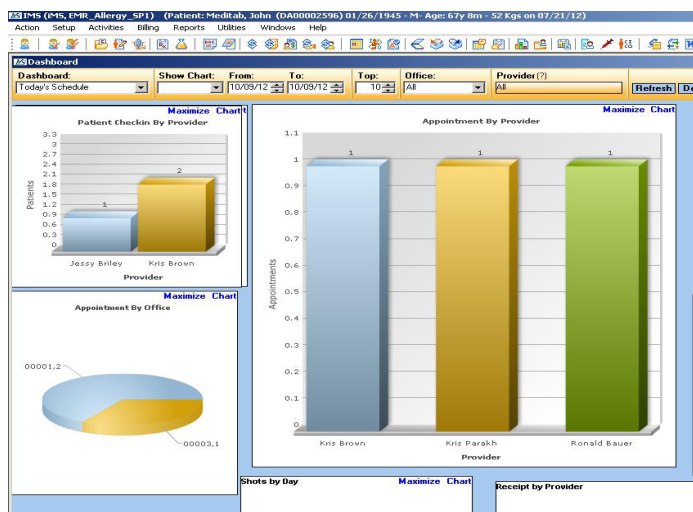 IMS (IMS, EMR_Allergy_SP1)  (Patient: Meditab, John  (DA00002596) 01/26/1945 - M- Age: 67y 8m - 52 Kgs on 07/21/12)
Action Setup Activities Billing Reports Utilities Windows Help
Dashboard
Dashboard: Show Chart: From: To: Top: Office: Provider(?)
Today's Schedule 10/09/12 10/09/12 10 All All Refresh De
Maximize Chart
Patient Checkin By Provider
3.3
3
2.7
2.4
2.1
1.8
1.5
1.2
0.9
0.6
0.3
0
Patients
1
2
Jessy Briley Kris Brown
Provider
Maximize Chart
Appointment By Office
00001,2
00003,1
Maximize Chart
Appointment By Provider
1.1
1
0.9
0.8
0.7
0.6
0.5
0.4
0.3
0.2
0.1
0
Appointments
1 1 1
Kris Brown Kris Parakh Ronald Bauer
Provider
Shots by Day Maximize Chart
Receipt by Provider